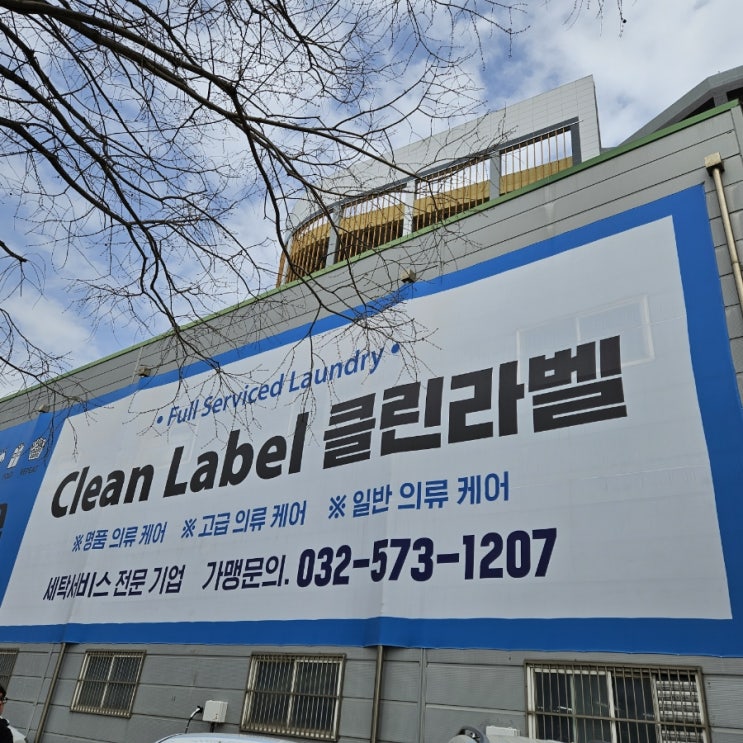 • Full Serviced Laundry •
Clean Label 클린라벨
※ 명품 의류 케어 ※ 고급 의류 케어 ※ 일반 의류 케어
세탁서비스 전문 기업 가맹문의. 032-573-1207
REPEAT